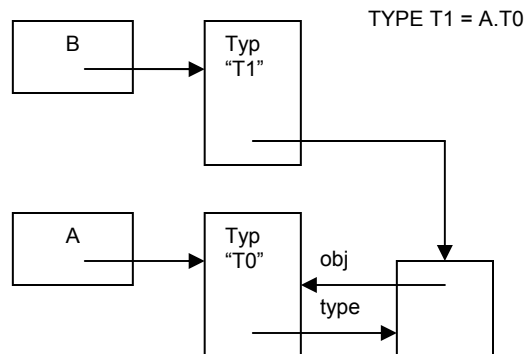 TYPE T1 = A.T0
B
Typ
“T1”
A
Typ
“T0”
obj
type